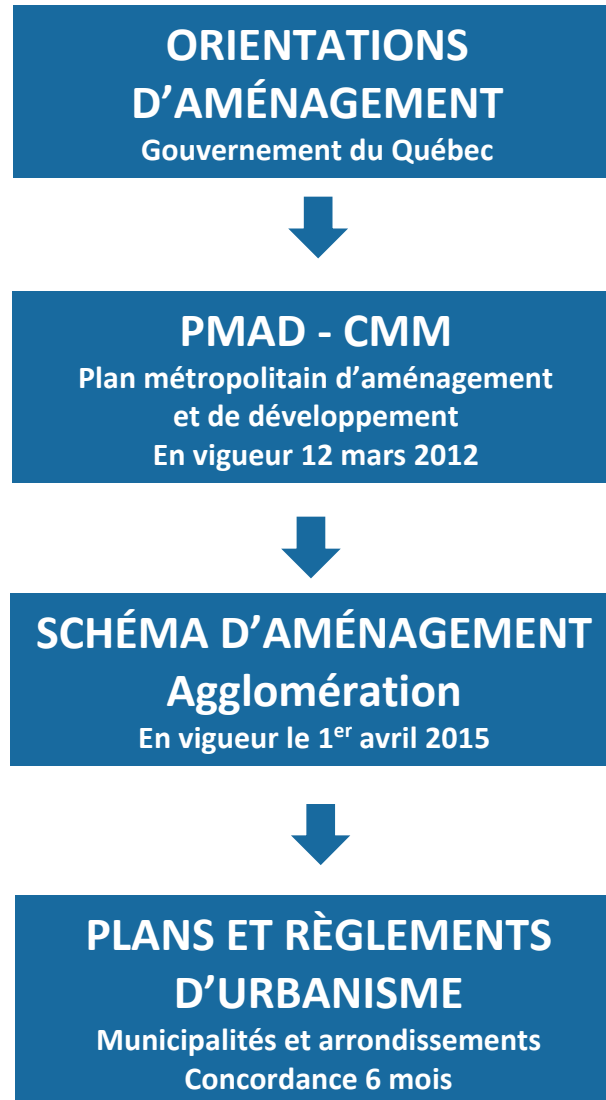 ORIENTATIONS
D’AMÉNAGEMENT
Gouvernement du Québec
PMAD - CMM
Plan métropolitain d’aménagement
et de développement
En vigueur 12 mars 2012
SCHÉMA D’AMÉNAGEMENT
Agglomération
En vigueur le 1er avril 2015
PLANS ET RÈGLEMENTS
D’URBANISME
Municipalités et arrondissements
Concordance 6 mois